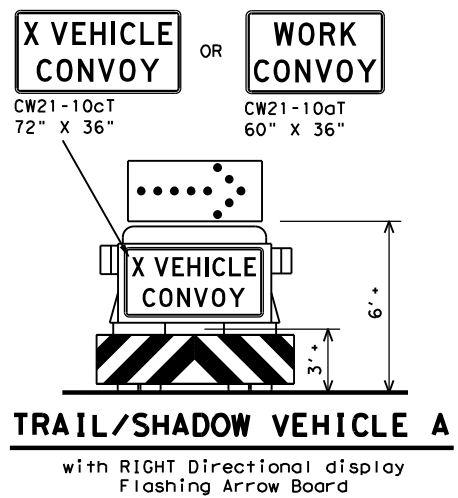 X VEHICLE
CONVOY
OR
WORK
CONVOY
CW21-10cT
72" X 36"
CW21-10aT
60" X 36"
X VEHICLE
CONVOY
6' +
3' +
TRAIL/SHADOW VEHICLE A
with RIGHT Directional display
Flashing Arrow Board